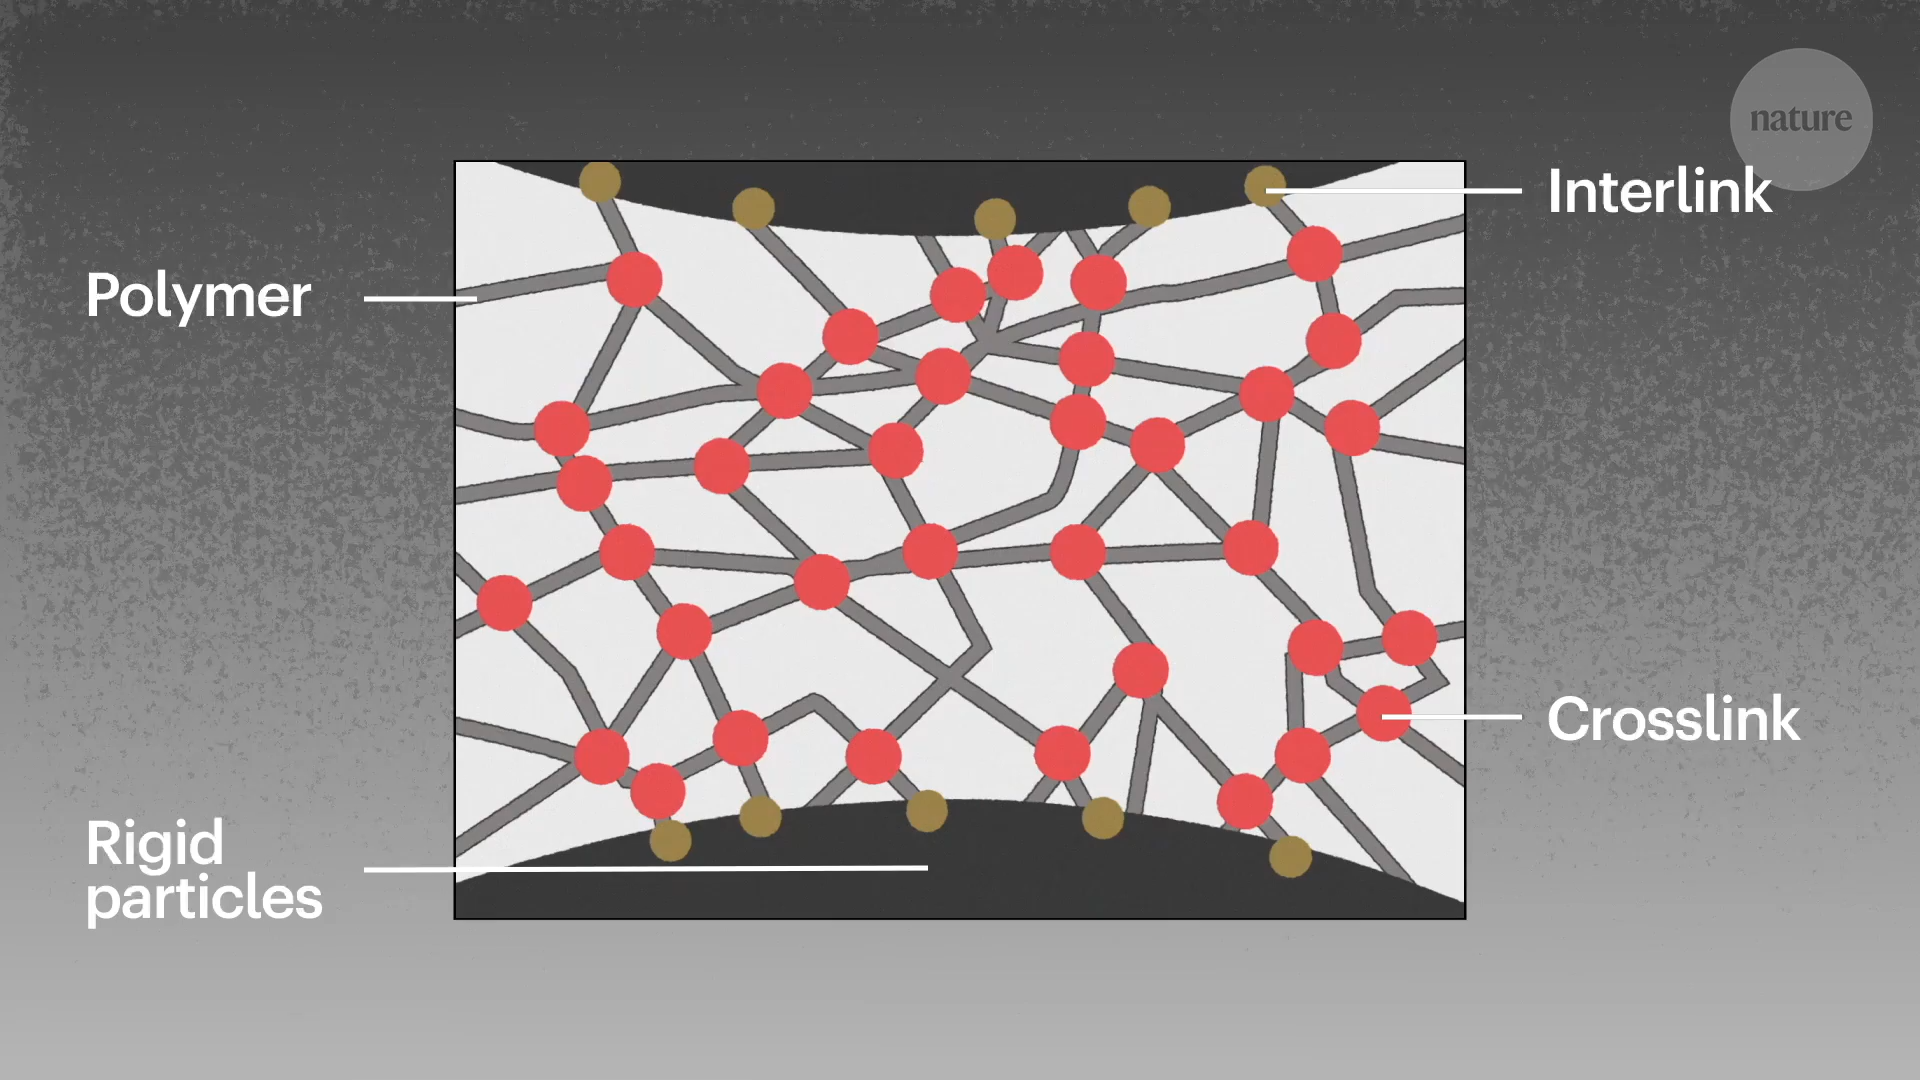 nature
Interlink
Polymer
Crosslink
Rigid
particles